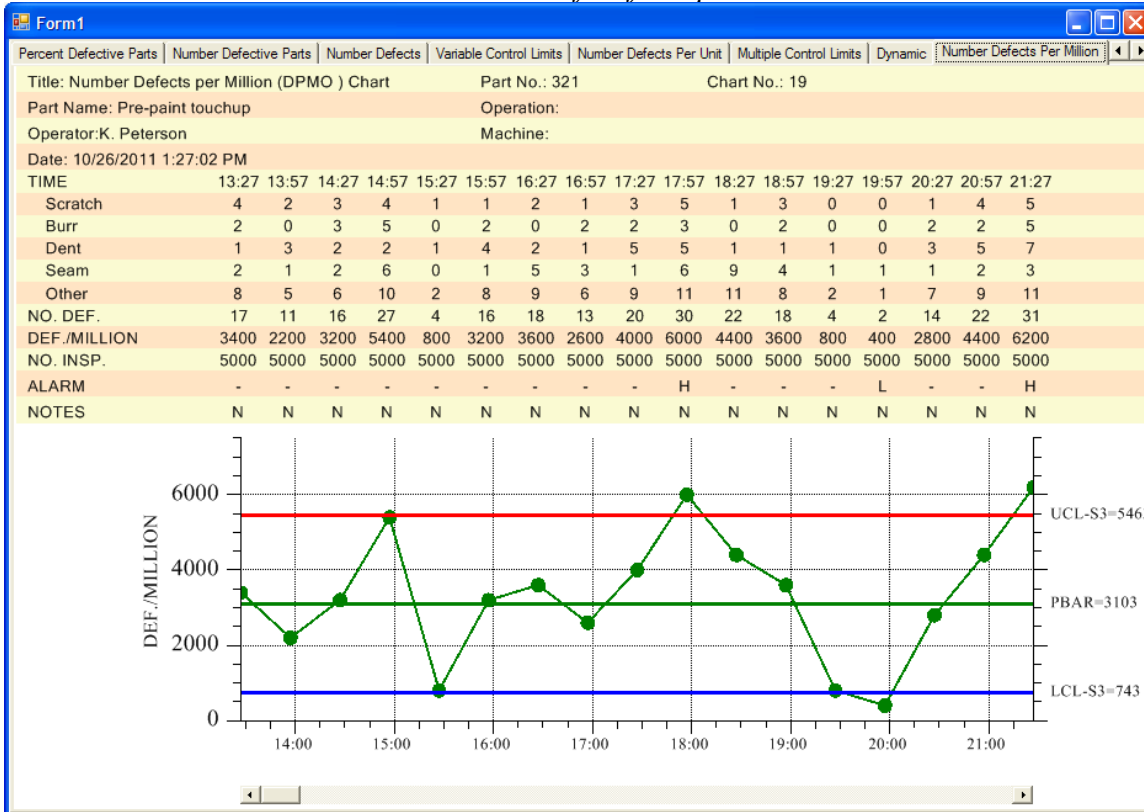 Form1
Percent Defective Parts Number Defective Parts Number Defects Variable Control Limits Number Defects Per Unit Multiple Control Limits Dynamic Number Defects Per Million
Title: Number Defects per Million (DPMO ) Chart Part No.: 321 Chart No.: 19
Part Name: Pre-paint touchup Operation:
Operator:K. Peterson Machine:
Date: 10/26/2011 1:27:02 PM
TIME 13:27 13:57 14:27 14:57 15:27 15:57 16:27 16:57 17:27 17:57 18:27 18:57 19:27 19:57 20:27 20:57 21:27
Scratch 4 2 3 4 1 1 2 1 3 5 1 3 0 0 1 4 5
Burr 2 0 3 5 0 2 0 2 2 3 0 2 0 0 2 2 5
Dent 1 3 2 2 1 4 2 1 5 5 1 1 1 0 3 5 7
Seam 2 1 2 6 0 1 5 3 1 6 9 4 1 1 1 2 3
Other 8 5 6 10 2 8 9 6 9 11 11 8 2 1 7 9 11
NO. DEF. 17 11 16 27 4 16 18 13 20 30 22 18 4 2 14 22 31
DEF./MILLION 3400 2200 3200 5400 800 3200 3600 2600 4000 6000 4400 3600 800 400 2800 4400 6200
NO. INSP. 5000 5000 5000 5000 5000 5000 5000 5000 5000 5000 5000 5000 5000 5000 5000 5000 5000
ALARM - - - - - - - - - H - - - L - - H
NOTES N N N N N N N N N N N N N N N N N
DEF./MILLION
6000
4000
2000
0
UCL-S3=546
PBAR=3103
LCL-S3=743
14:00 15:00 16:00 17:00 18:00 19:00 20:00 21:00